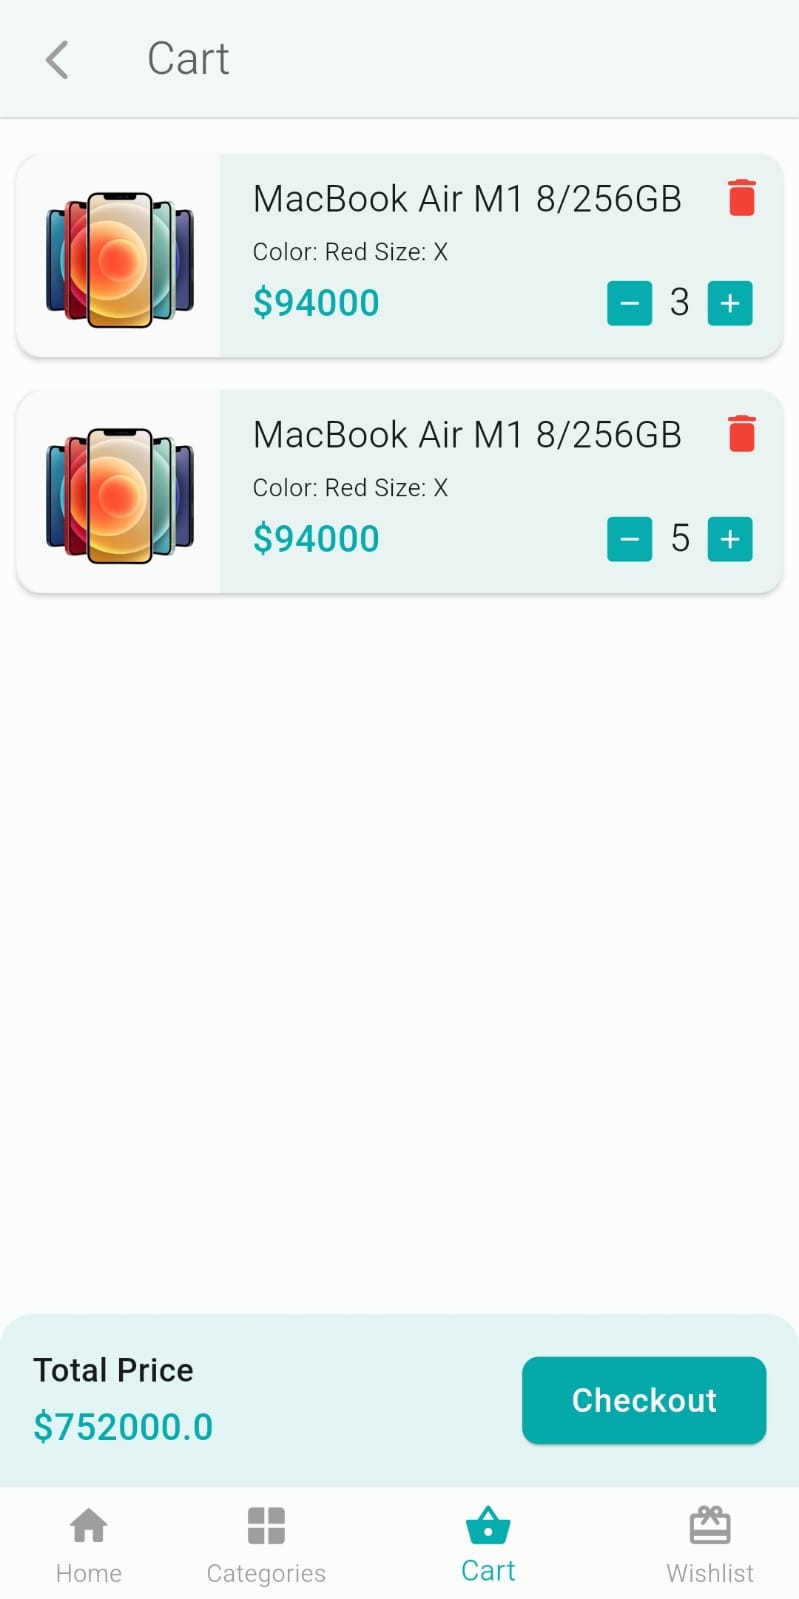 Cart
MacBook Air M1 8/256GB
Color: Red Size: X
$94000
− 3 +
MacBook Air M1 8/256GB
Color: Red Size: X
$94000
− 5 +
Total Price
$752000.0
Checkout
Home Categories Cart Wishlist